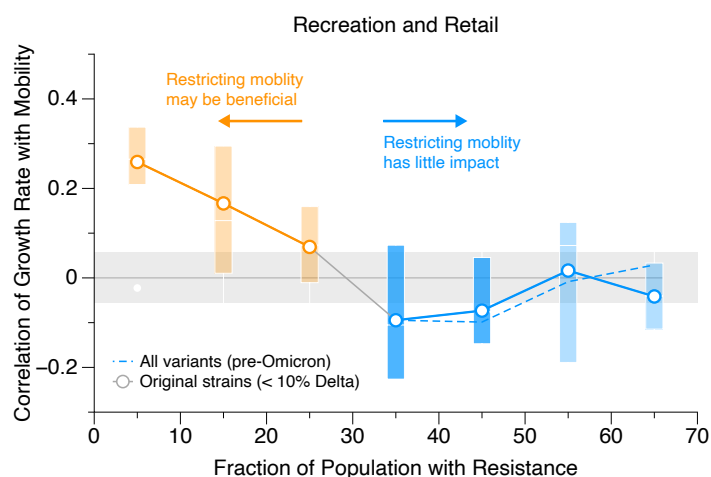 Recreation and Retail
Correlation of Growth Rate with Mobility
0.4
0.2
0
−0.2
Restricting moblity
may be beneficial
Restricting moblity
has little impact
All variants (pre-Omicron)
Original strains (< 10% Delta)
0 10 20 30 40 50 60 70
Fraction of Population with Resistance